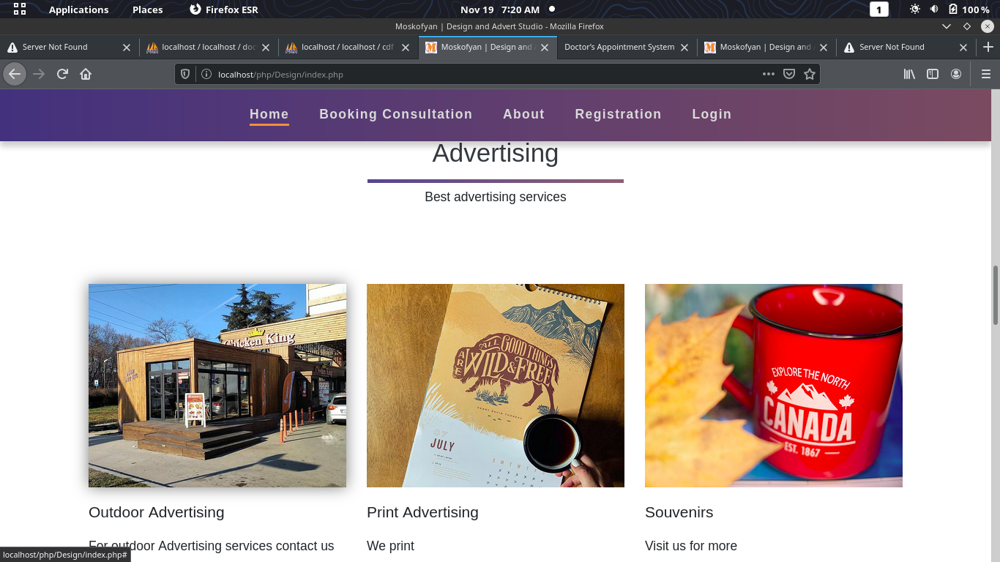 Applications Places Firefox ESR Nov 19 7:20 AM 1 100 %
Moskofyan | Design and Advert Studio - Mozilla Firefox
Server Not Found localhost / localhost / doc localhost / localhost / cdf Moskofyan | Design and Doctor's Appointment System Moskofyan | Design and Server Not Found
localhost/php/Design/index.php
Home Booking Consultation About Registration Login
Advertising
Best advertising services
Chicken King
ALL GOOD THINGS
ARE WILD & FREE
07
JULY
S M T W T F S
EXPLORE THE NORTH
CANADA
EST. 1867
Outdoor Advertising Print Advertising Souvenirs
For outdoor Advertising services contact us We print Visit us for more
localhost/php/Design/index.php#